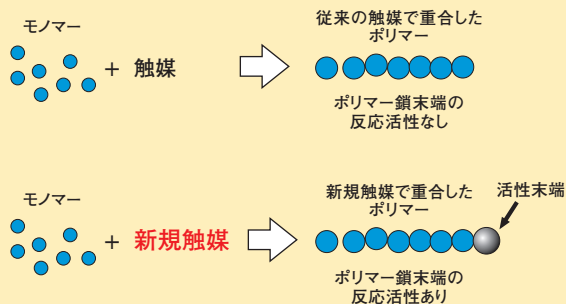 モノマー
+ 触媒
従来の触媒で重合した
ポリマー
ポリマー鎖末端の
反応活性なし
モノマー
+ 新規触媒
新規触媒で重合した
ポリマー
活性末端
ポリマー鎖末端の
反応活性あり